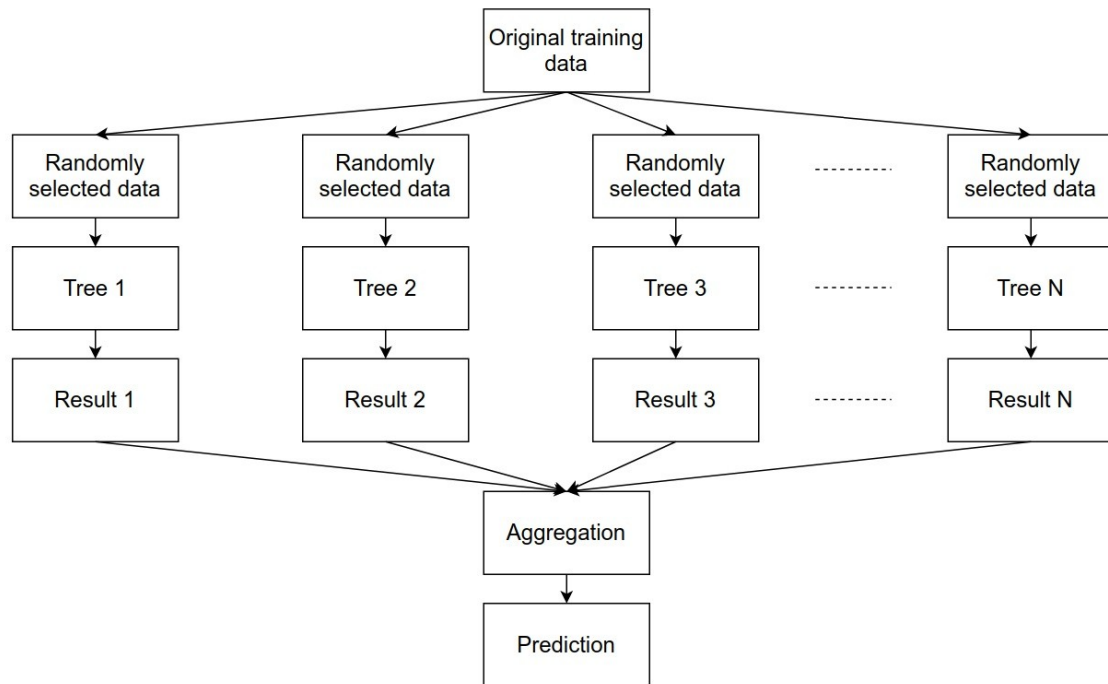 Original training
data
Randomly
selected data
Randomly
selected data
Randomly
selected data
Randomly
selected data
Tree 1
Tree 2
Tree 3
Tree N
Result 1
Result 2
Result 3
Result N
Aggregation
Prediction